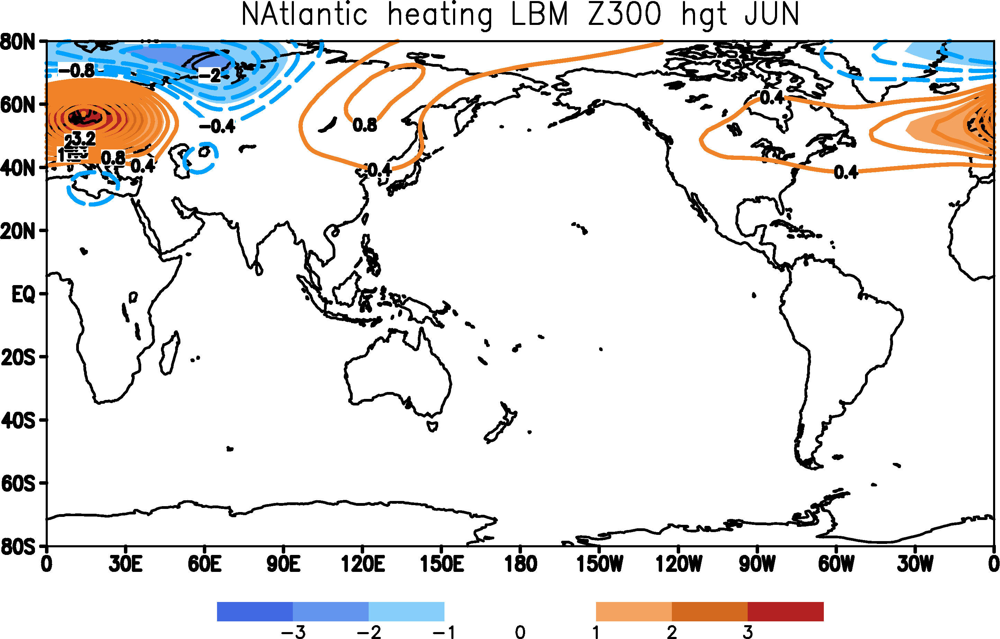 NAtlantic heating LBM Z300 hgt JUN
80N
-0.8
-2
60N
0.4
-0.4
0.8
3.2
0.8
0.4
40N
0.4
0.4
20N
EQ
20S
40S
60S
80S
0 30E 60E 90E 120E 150E 180 150W 120W 90W 60W 30W 0
-3 -2 -1 0 1 2 3